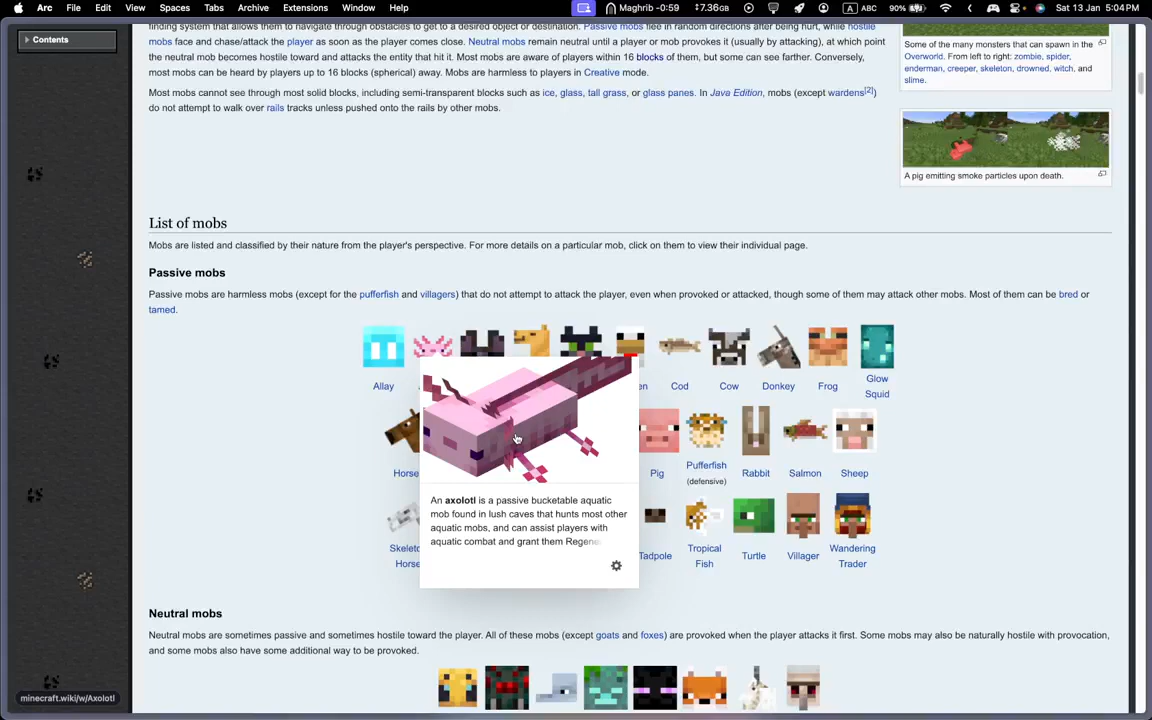 Arc File Edit View Spaces Tabs Archive Extensions Window Help
Maghrib -0:59 7.36GB A ABC 90% Sat 13 Jan 5:04 PM
Contents
finding system that allows them to navigate through obstacles to get to a desired object or destination. Passive mobs flee in random directions after being hurt, while hostile
mobs face and chase/attack the player as soon as the player comes close. Neutral mobs remain neutral until a player or mob provokes it (usually by attacking), at which point
the neutral mob becomes hostile toward and attacks the entity that hit it. Most mobs are aware of players within 16 blocks of them, but some can see farther. Conversely,
most mobs can be heard by players up to 16 blocks (spherical) away. Mobs are harmless to players in Creative mode.
Most mobs cannot see through most solid blocks, including semi-transparent blocks such as ice, glass, tall grass, or glass panes. In Java Edition, mobs (except wardens[2])
do not attempt to walk over rails tracks unless pushed onto the rails by other mobs.
Some of the many monsters that can spawn in the
Overworld. From left to right: zombie, spider,
enderman, creeper, skeleton, drowned, witch, and
slime.
A pig emitting smoke particles upon death.
List of mobs
Mobs are listed and classified by their nature from the player's perspective. For more details on a particular mob, click on them to view their individual page.
Passive mobs
Passive mobs are harmless mobs (except for the pufferfish and villagers) that do not attempt to attack the player, even when provoked or attacked, though some of them may attack other mobs. Most of them can be bred or
tamed.
Allay
en
Cod
Cow
Donkey
Frog
Glow
Squid
Horse
Pig
Pufferfish
(defensive)
Rabbit
Salmon
Sheep
An axolotl is a passive bucketable aquatic
mob found in lush caves that hunts most other
aquatic mobs, and can assist players with
aquatic combat and grant them Regene
Skelet
Horse
Tadpole
Tropical
Fish
Turtle
Villager
Wandering
Trader
Neutral mobs
Neutral mobs are sometimes passive and sometimes hostile toward the player. All of these mobs (except goats and foxes) are provoked when the player attacks it first. Some mobs may also be naturally hostile with provocation,
and some mobs also have some additional way to be provoked.
minecraft.wiki/w/Axolotl